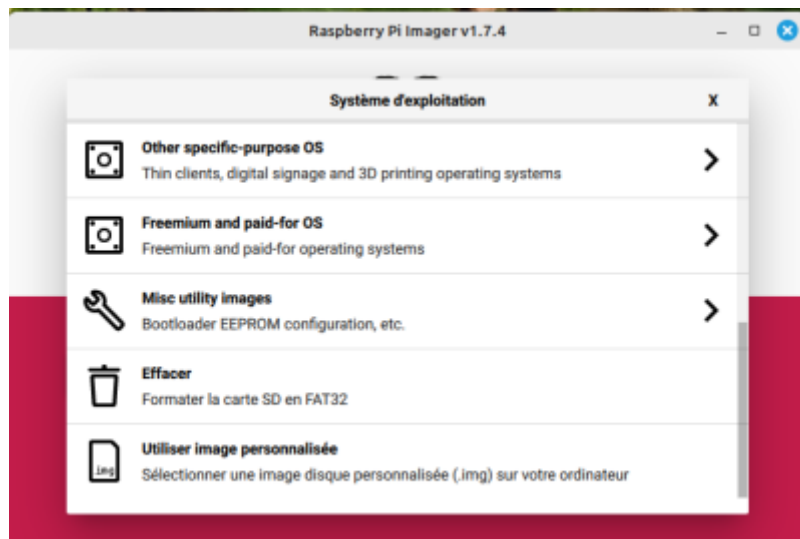 Raspberry Pi Imager v1.7.4
Système d'exploitation
X
Other specific-purpose OS
Thin clients, digital signage and 3D printing operating systems
Freemium and paid-for OS
Freemium and paid-for operating systems
Misc utility images
Bootloader EEPROM configuration, etc.
Effacer
Formater la carte SD en FAT32
Utiliser image personnalisée
.img
Sélectionner une image disque personnalisée (.img) sur votre ordinateur